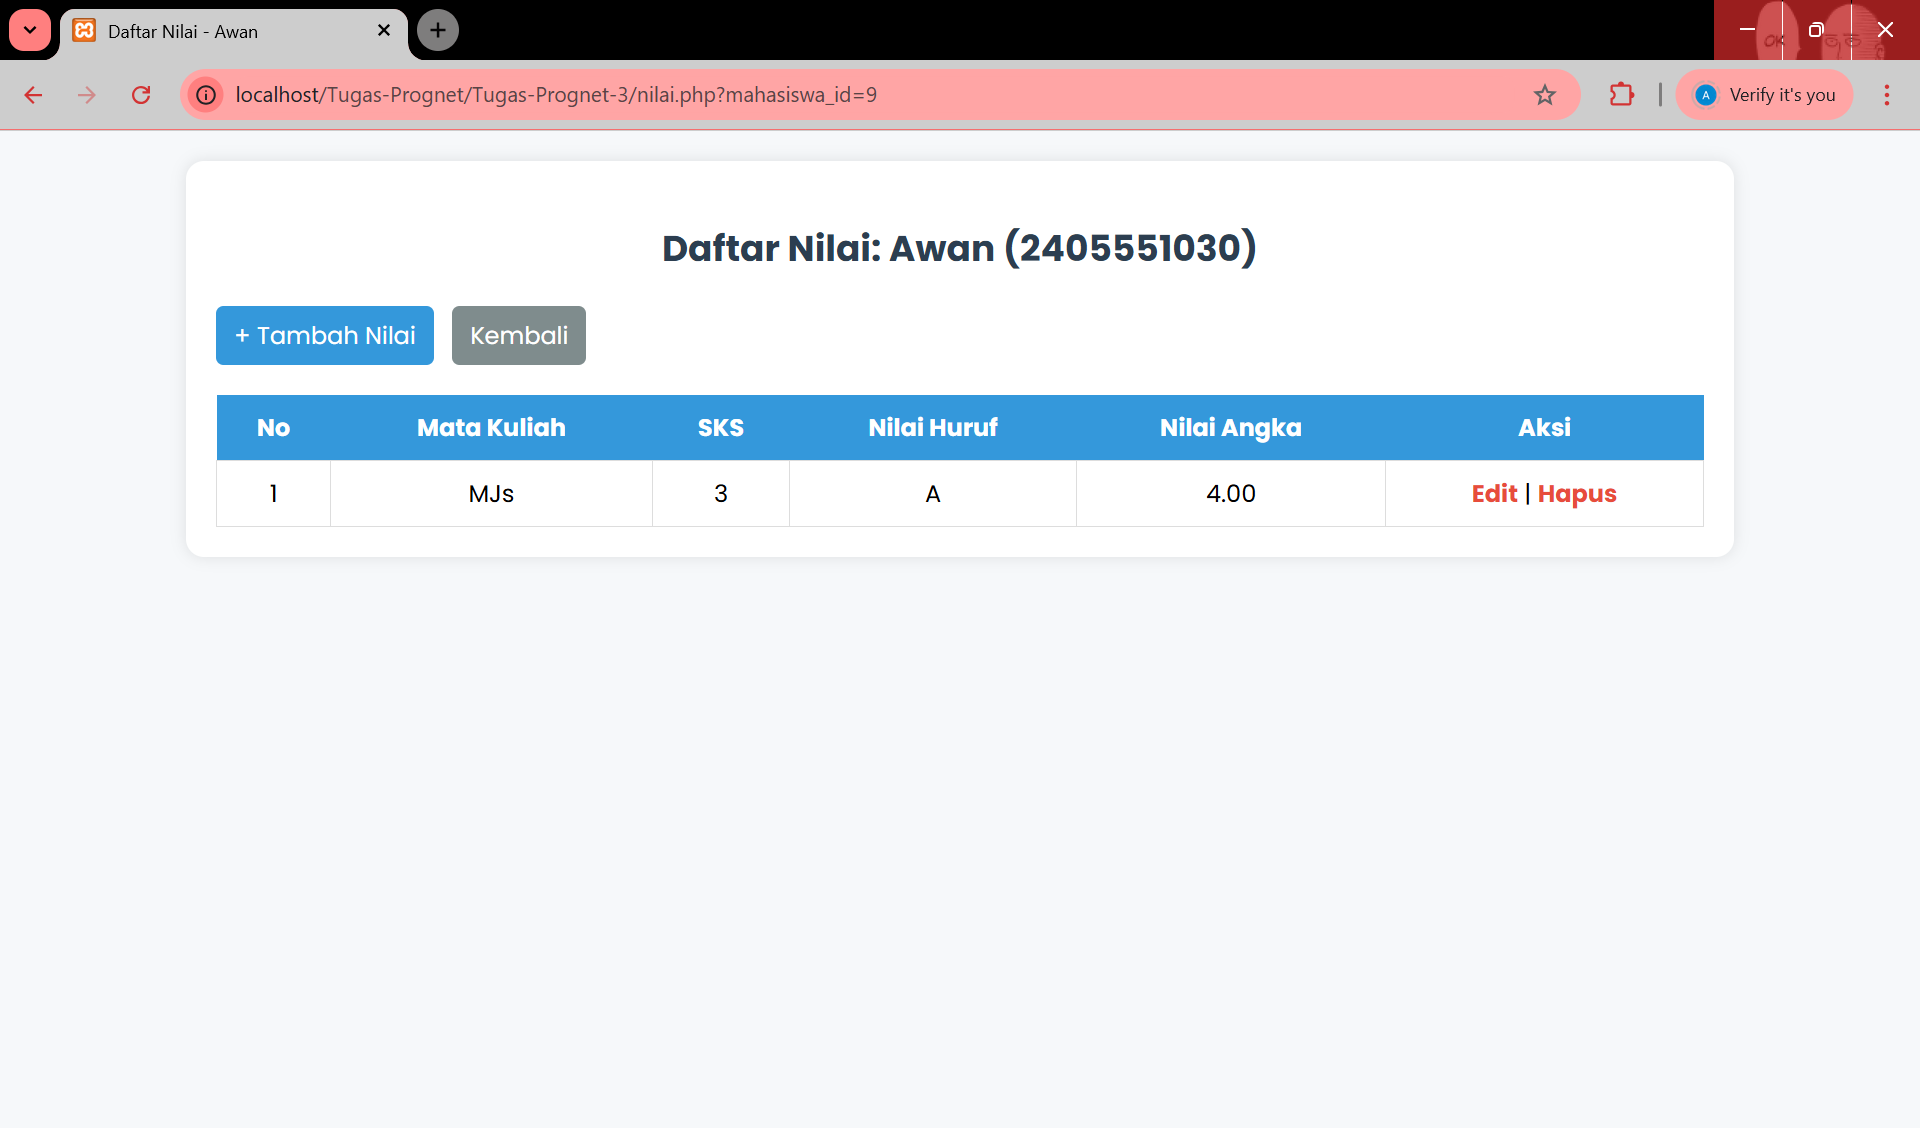 Daftar Nilai - Awan
OK
localhost/Tugas-Prognet/Tugas-Prognet-3/nilai.php?mahasiswa_id=9
A Verify it's you
Daftar Nilai: Awan (2405551030)
+ Tambah Nilai Kembali
No Mata Kuliah SKS Nilai Huruf Nilai Angka Aksi
1 MJs 3 A 4.00 Edit | Hapus